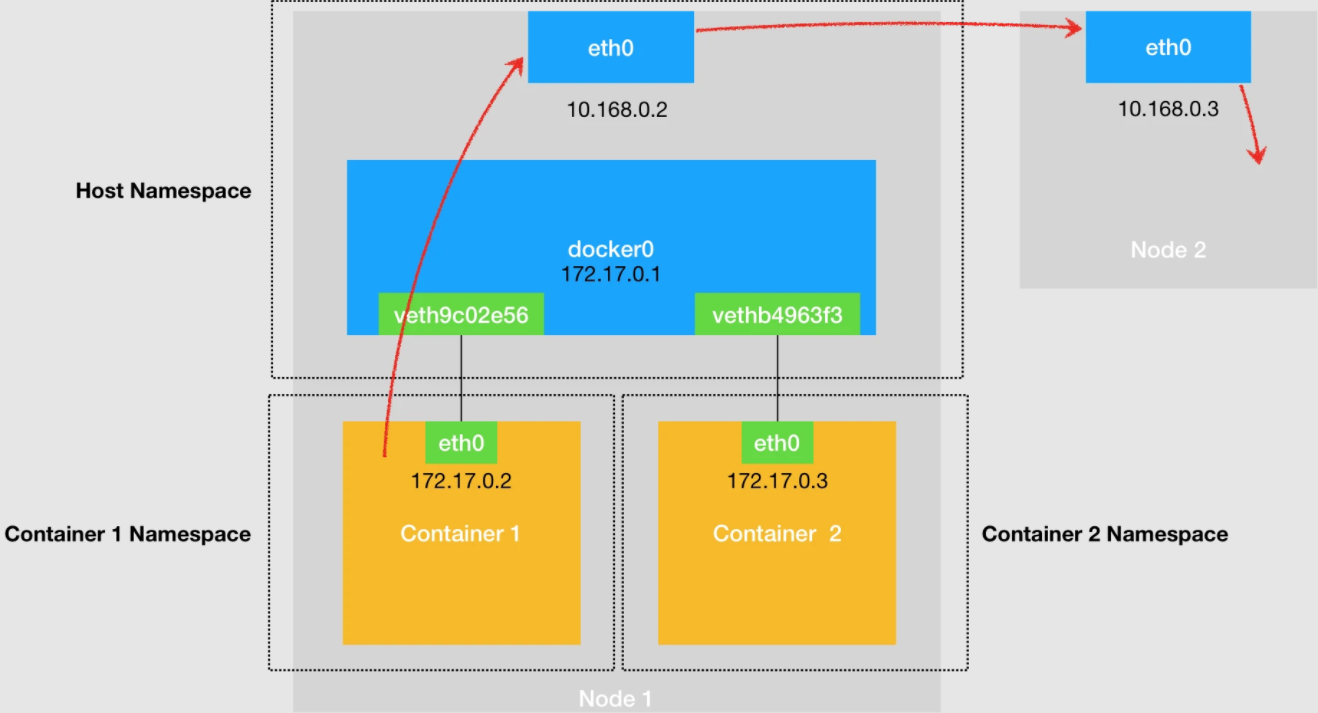 eth0
eth0
10.168.0.2
10.168.0.3
Host Namespace
docker0
172.17.0.1
Node 2
veth9c02e56
vethb4963f3
eth0
eth0
172.17.0.2
172.17.0.3
Container 1 Namespace
Container 1
Container 2
Container 2 Namespace
Node 1